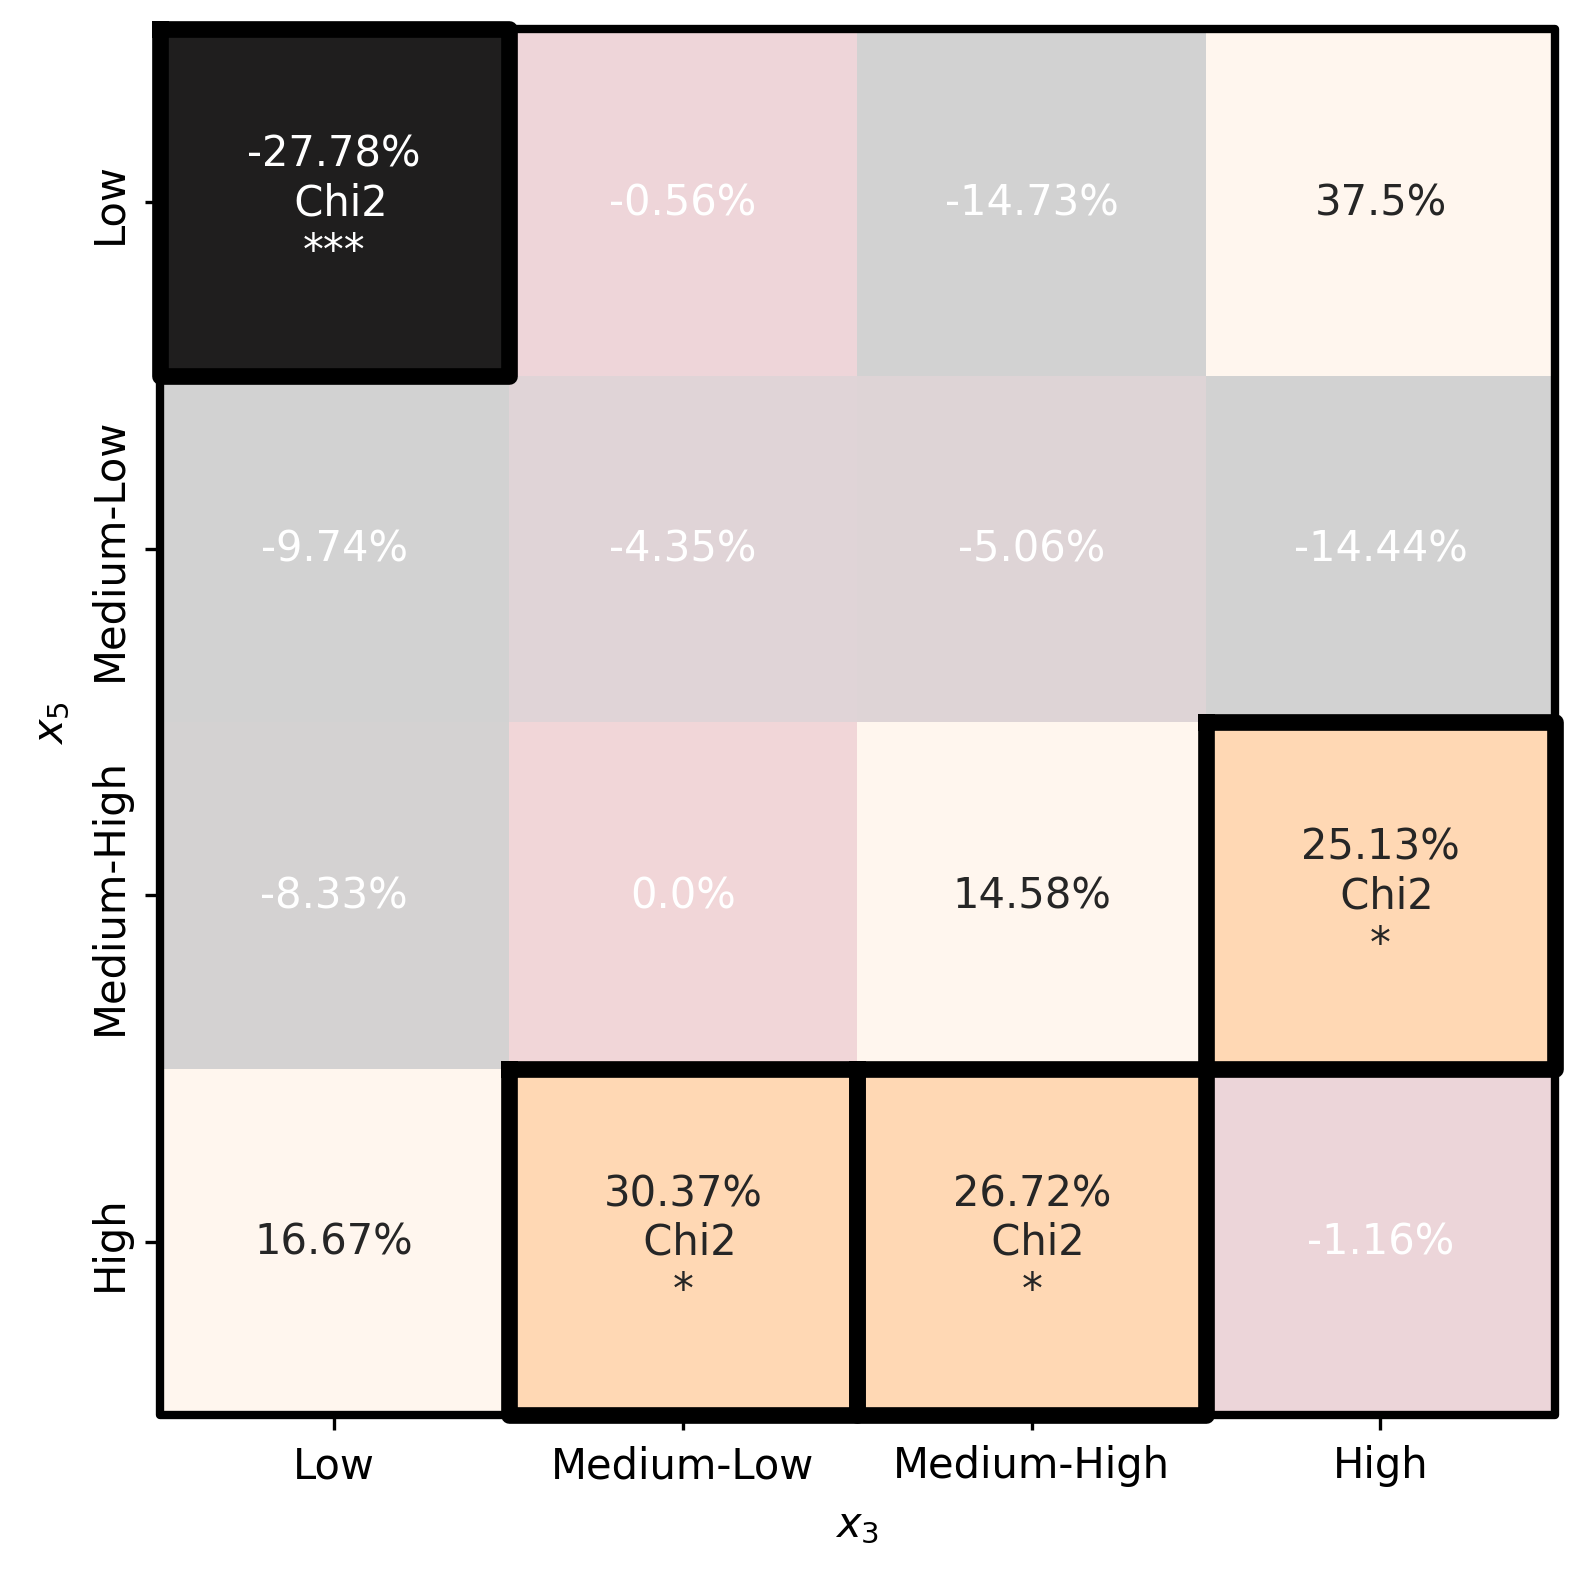 -27.78%
Chi2
***
-0.56%
-14.73%
37.5%
-9.74%
-4.35%
-5.06%
-14.44%
-8.33%
0.0%
14.58%
25.13%
Chi2
*
16.67%
30.37%
Chi2
*
26.72%
Chi2
*
-1.16%
Low
Medium-Low
Medium-High
High
x₅
Low
Medium-Low
Medium-High
High
x₃